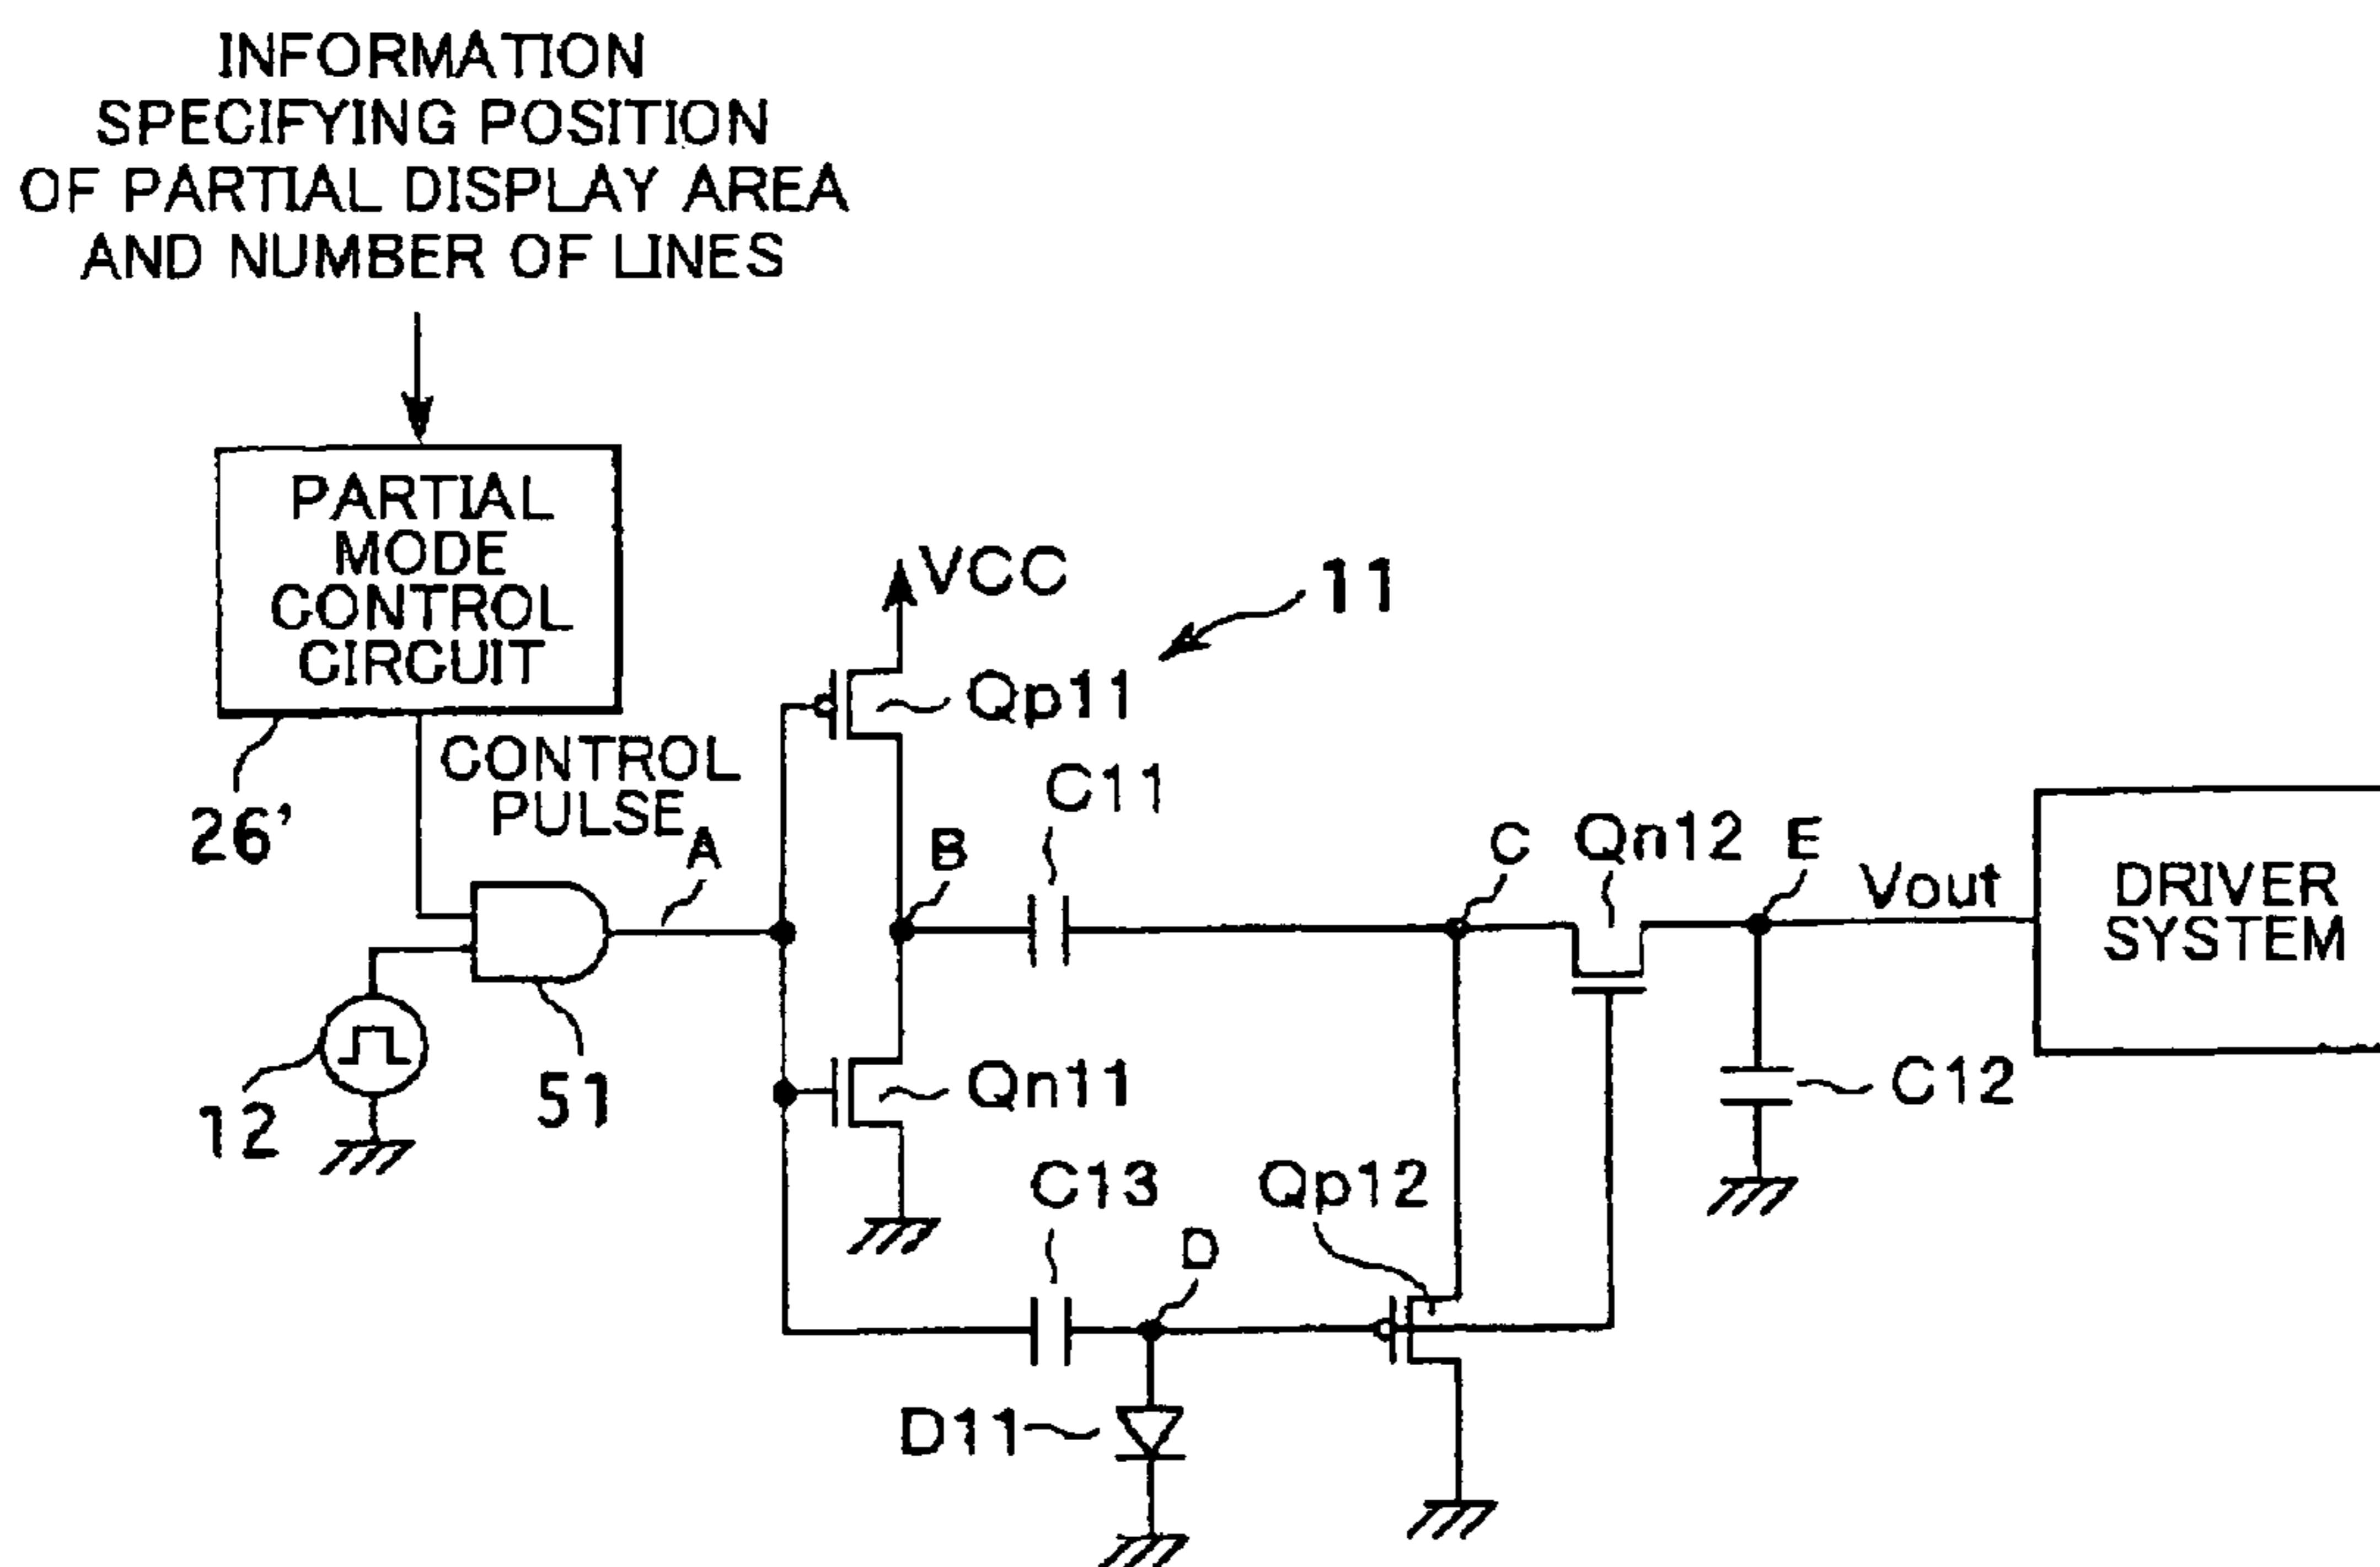 INFORMATION
SPECIFYING POSITION
OF PARTIAL DISPLAY AREA
AND NUMBER OF LINES
PARTIAL
MODE
CONTROL
CIRCUIT
VCC
11
Qp11
CONTROL
PULSE
26'
A
C11
B
C
Qn12
E
Vout
DRIVER
SYSTEM
12
51
Qn11
C12
C13
Qp12
D
D11